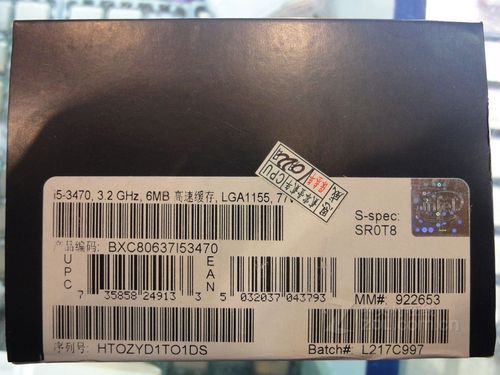 i5-3470, 3.2 GHz, 6MB 高速缓存, LGA1155, 77
S-spec:
SR0T8
产品编码: BXC80637I53470
UPC
EAN
7 35858 24913 3
5 032037 043793
MM#: 922653
序列号: HTOZYD1TO1DS
Batch#: L217C997
CPU